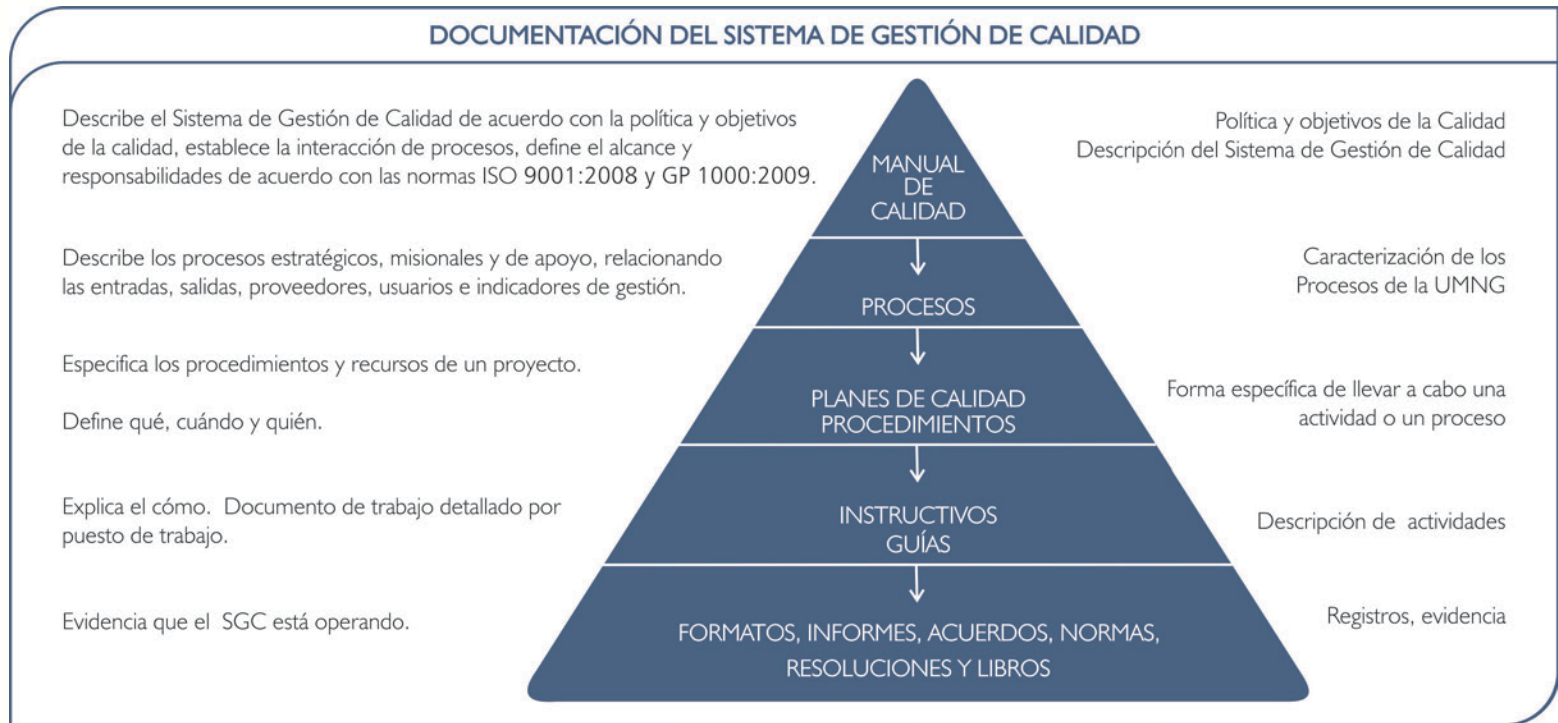 DOCUMENTACIÓN DEL SISTEMA DE GESTIÓN DE CALIDAD
Describe el Sistema de Gestión de Calidad de acuerdo con la política y objetivos
de la calidad, establece la interacción de procesos, define el alcance y
responsabilidades de acuerdo con las normas ISO 9001:2008 y GP 1000:2009.
MANUAL
DE
CALIDAD
Política y objetivos de la Calidad
Descripción del Sistema de Gestión de Calidad
Describe los procesos estratégicos, misionales y de apoyo, relacionando
las entradas, salidas, proveedores, usuarios e indicadores de gestión.
PROCESOS
Caracterización de los
Procesos de la UMNG
Especifica los procedimientos y recursos de un proyecto.
Define qué, cuándo y quién.
PLANES DE CALIDAD
PROCEDIMIENTOS
Forma específica de llevar a cabo una
actividad o un proceso
Explica el cómo. Documento de trabajo detallado por
puesto de trabajo.
INSTRUCTIVOS
GUÍAS
Descripción de actividades
Evidencia que el SGC está operando.
FORMATOS, INFORMES, ACUERDOS, NORMAS,
RESOLUCIONES Y LIBROS
Registros, evidencia